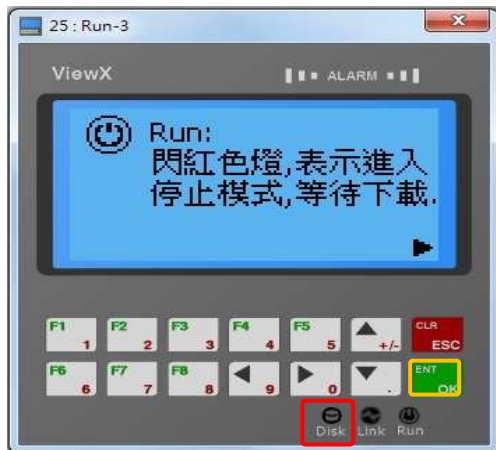 25 : Run-3
ViewX
ALARM
Run:
閃紅色燈,表示進入
停止模式,等待下載.
F1 1
F2 2
F3 3
F4 4
F5 5
+/-
CLR ESC
F6 6
F7 7
F8 8
9
0
.
ENT OK
Disk Link Run